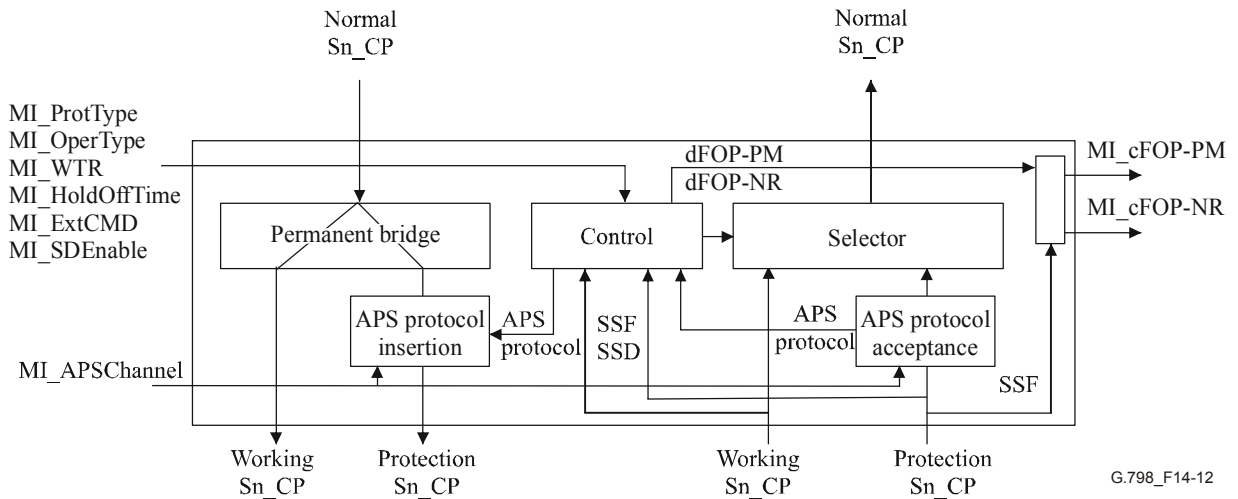 Normal
Sn_CP
Normal
Sn_CP
MI_ProtType
MI_OperType
MI_WTR
MI_HoldOffTime
MI_ExtCMD
MI_SDEnable
dFOP-PM
dFOP-NR
MI_cFOP-PM
MI_cFOP-NR
Permanent bridge
Control
Selector
APS protocol
insertion
APS
protocol
SSF
SSD
APS
protocol
APS protocol
acceptance
MI_APSChannel
SSF
Working
Sn_CP
Protection
Sn_CP
Working
Sn_CP
Protection
Sn_CP
G.798_F14-12